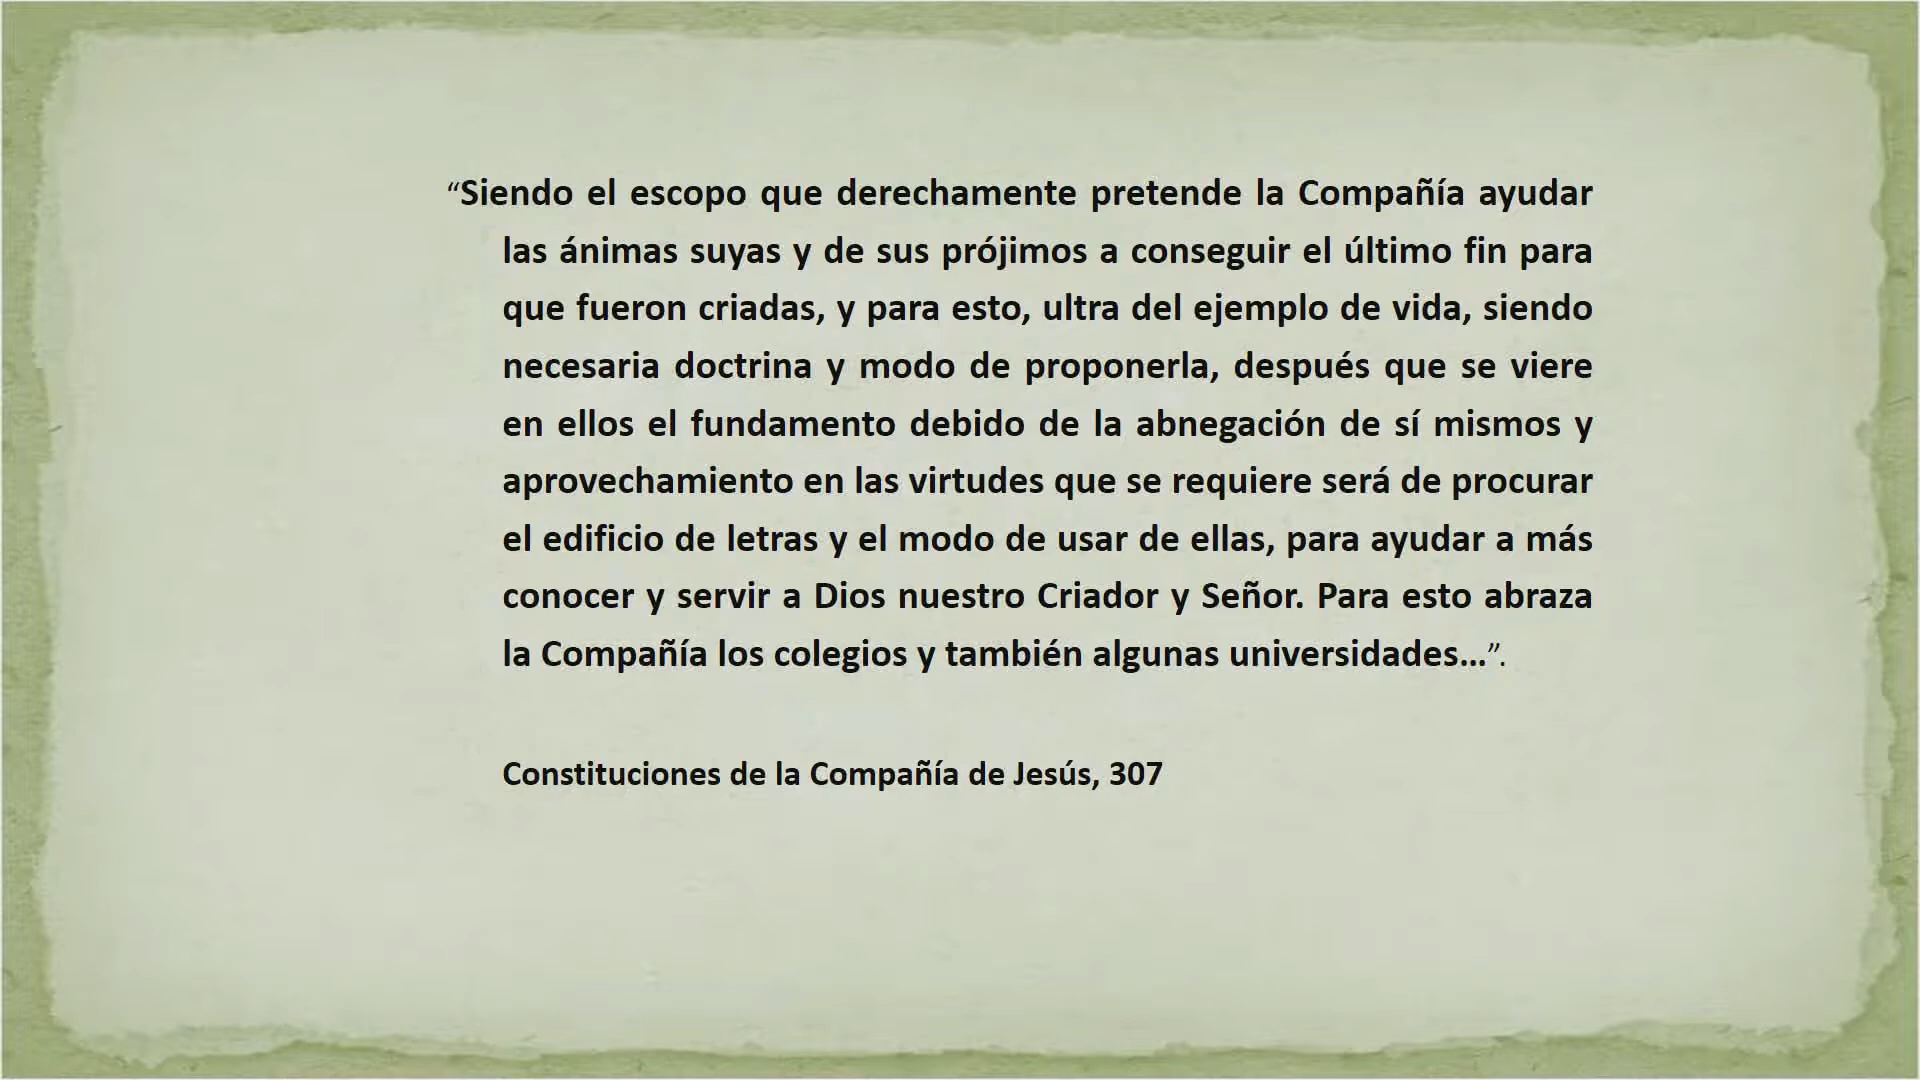 “Siendo el escopo que derechamente pretende la Compañía ayudar
las ánimas suyas y de sus prójimos a conseguir el último fin para
que fueron criadas, y para esto, ultra del ejemplo de vida, siendo
necesaria doctrina y modo de proponerla, después que se viere
en ellos el fundamento debido de la abnegación de sí mismos y
aprovechamiento en las virtudes que se requiere será de procurar
el edificio de letras y el modo de usar de ellas, para ayudar a más
conocer y servir a Dios nuestro Criador y Señor. Para esto abraza
la Compañía los colegios y también algunas universidades...”.
Constituciones de la Compañía de Jesús, 307